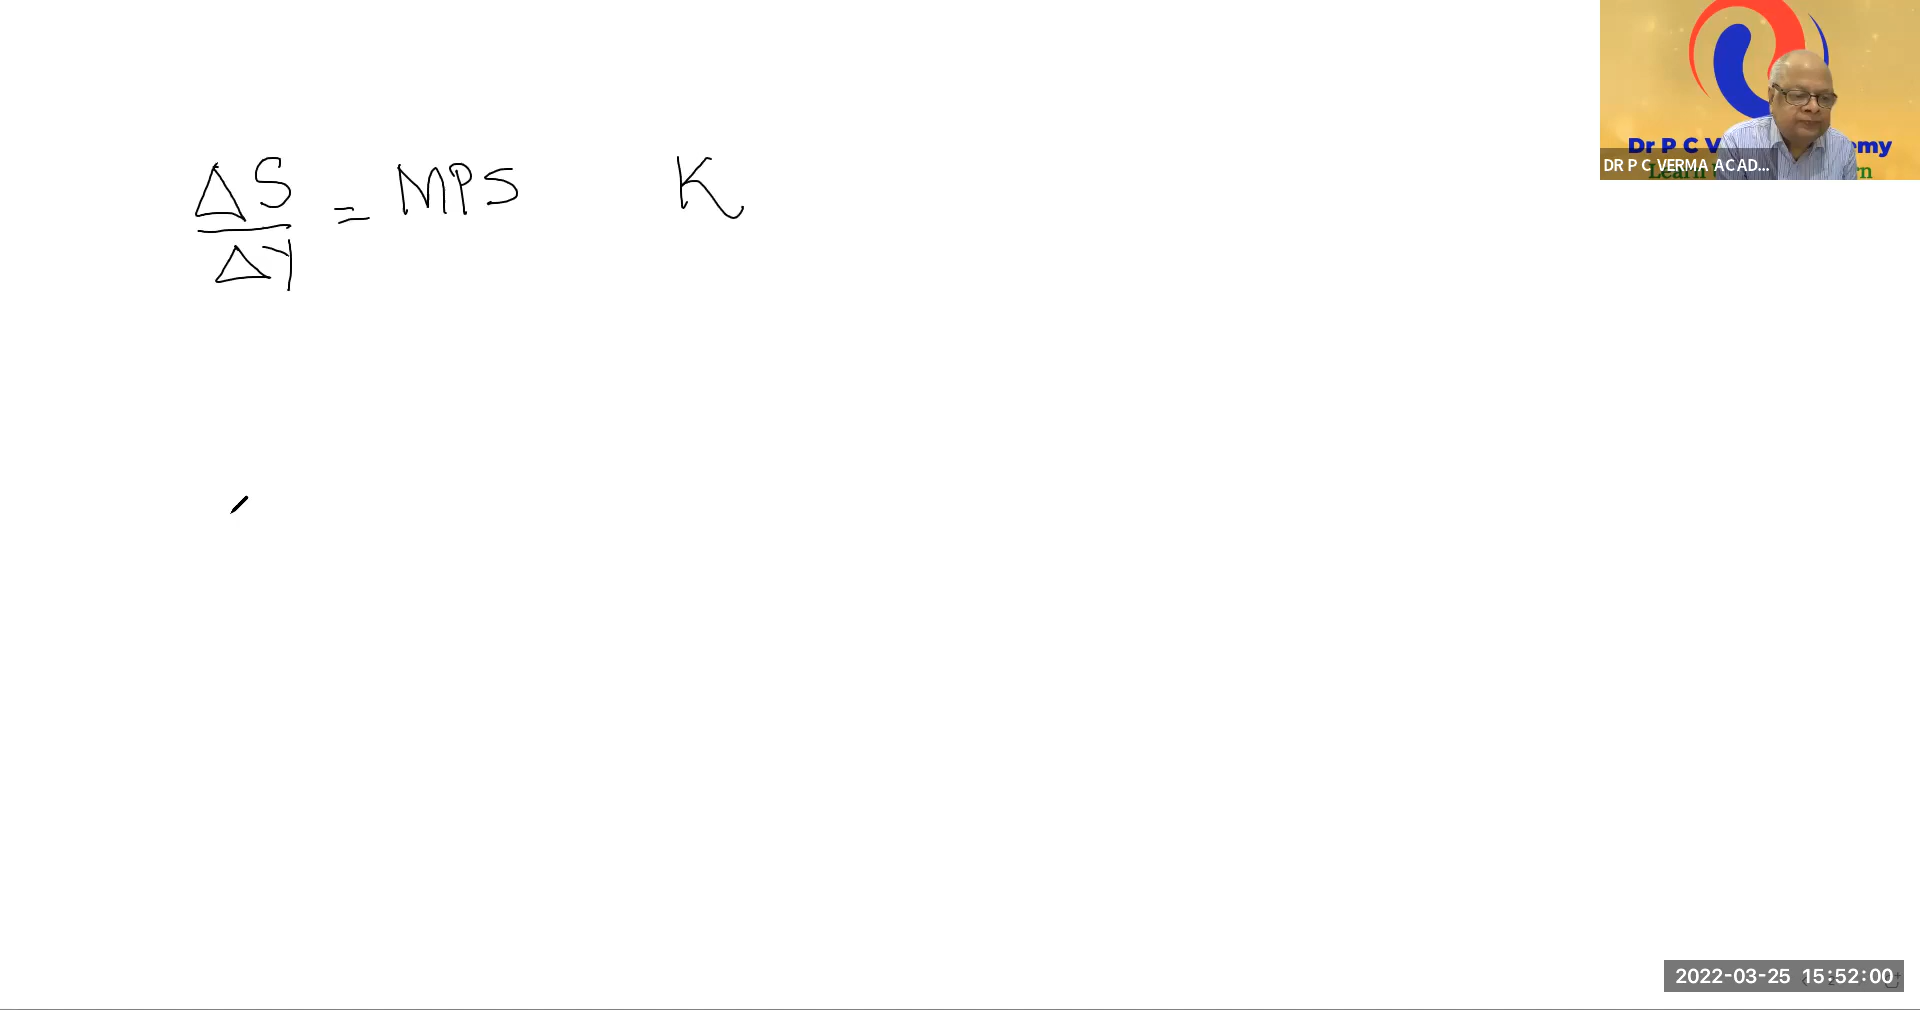 ΔS
― = MPS K
ΔY
Dr P C V emy
DR P C VERMA ACAD...
2022-03-25 15:52:00